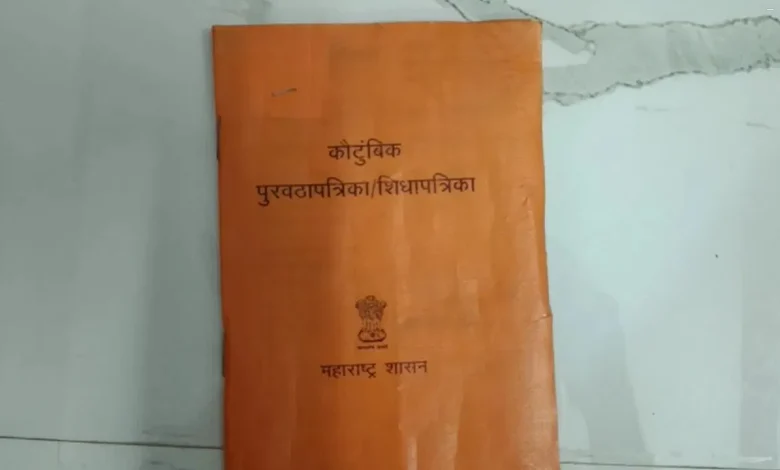 कौटुंबिक
पुरवठापत्रिका/शिधापत्रिका
महाराष्ट्र शासन